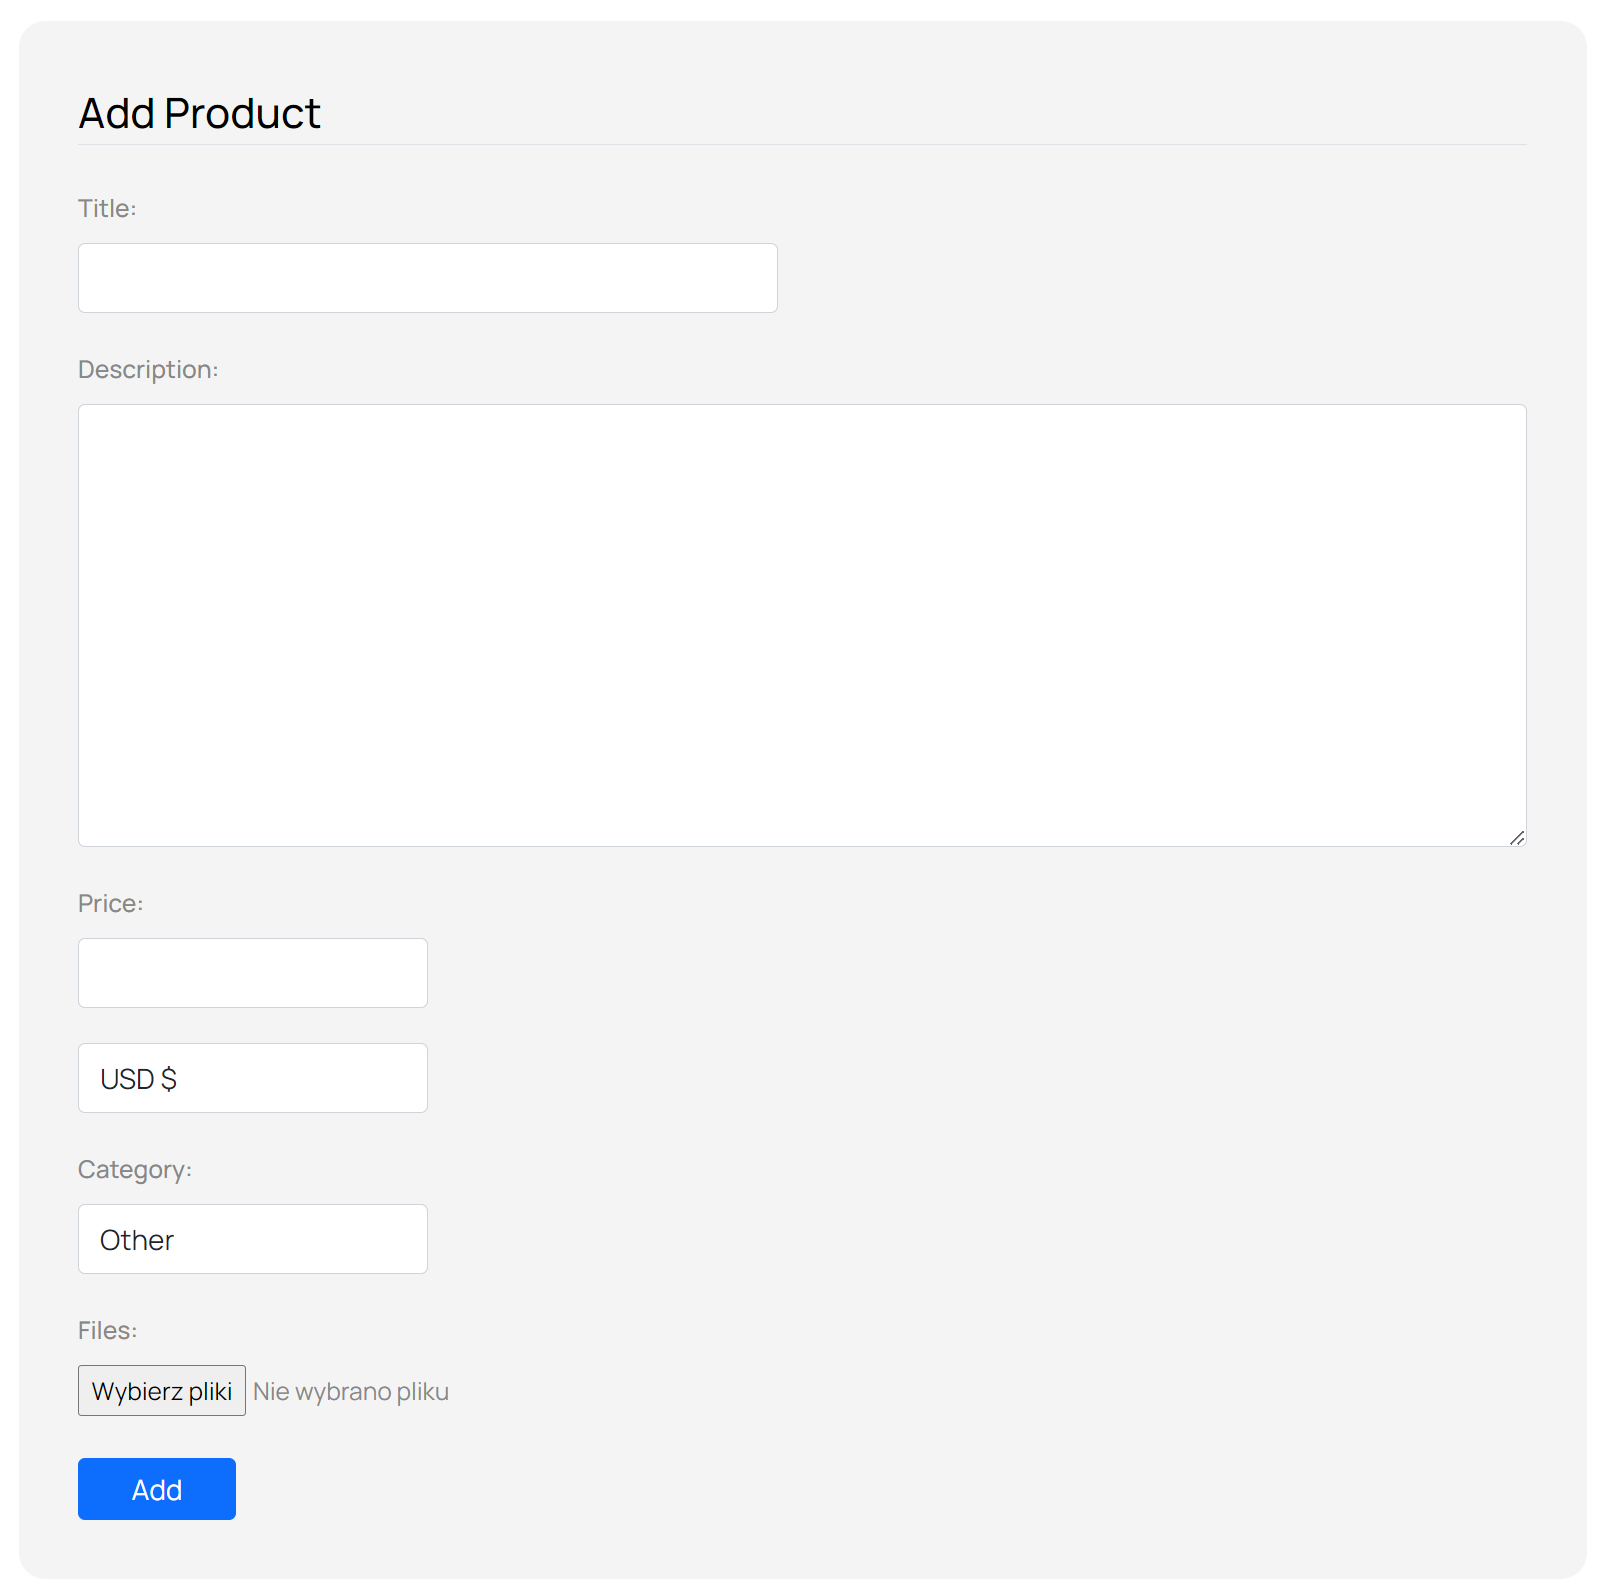 Add Product
Title:
Description:
Price:
USD $
Category:
Other
Files:
Wybierz pliki Nie wybrano pliku
Add